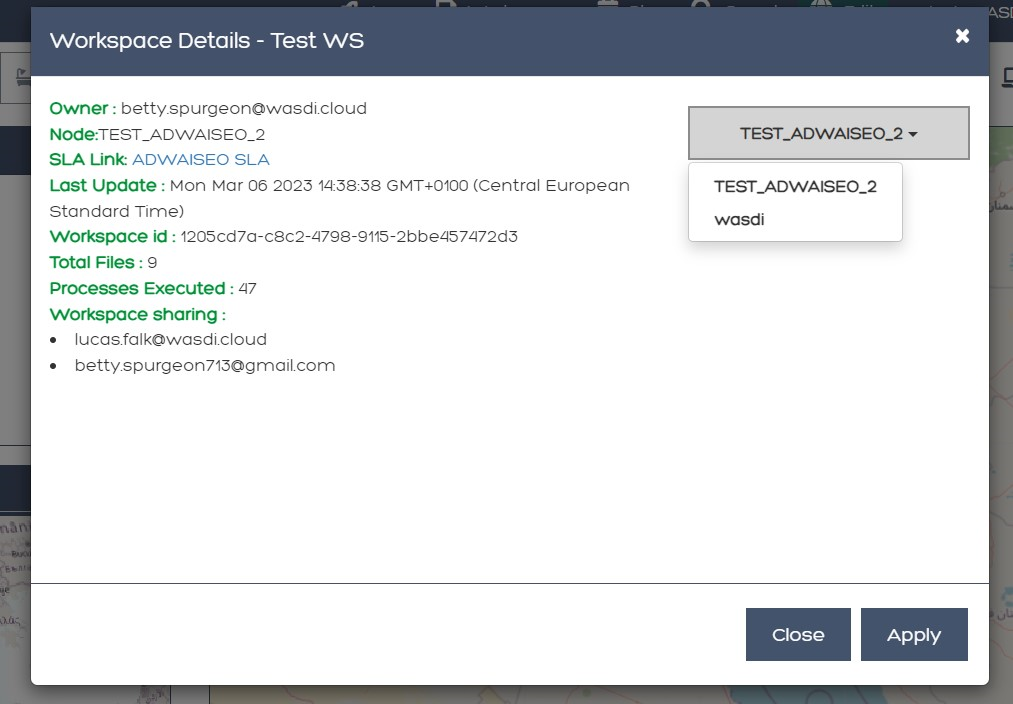 Workspace Details - Test WS
Owner : betty.spurgeon@wasdi.cloud
Node:TEST_ADWAISEO_2
SLA Link: ADWAISEO SLA
Last Update : Mon Mar 06 2023 14:38:38 GMT+0100 (Central European
Standard Time)
Workspace id : 1205cd7a-c8c2-4798-9115-2bbe457472d3
Total Files : 9
Processes Executed : 47
Workspace sharing :
lucas.falk@wasdi.cloud
betty.spurgeon713@gmail.com
TEST_ADWAISEO_2
TEST_ADWAISEO_2
wasdi
Close
Apply